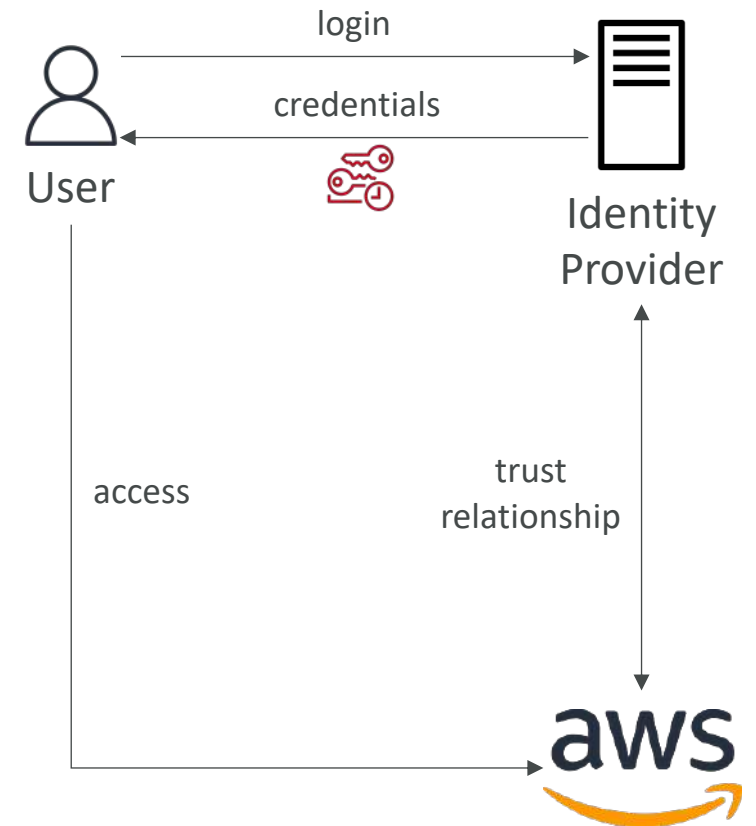 login
credentials
User
Identity
Provider
access
trust
relationship
aws